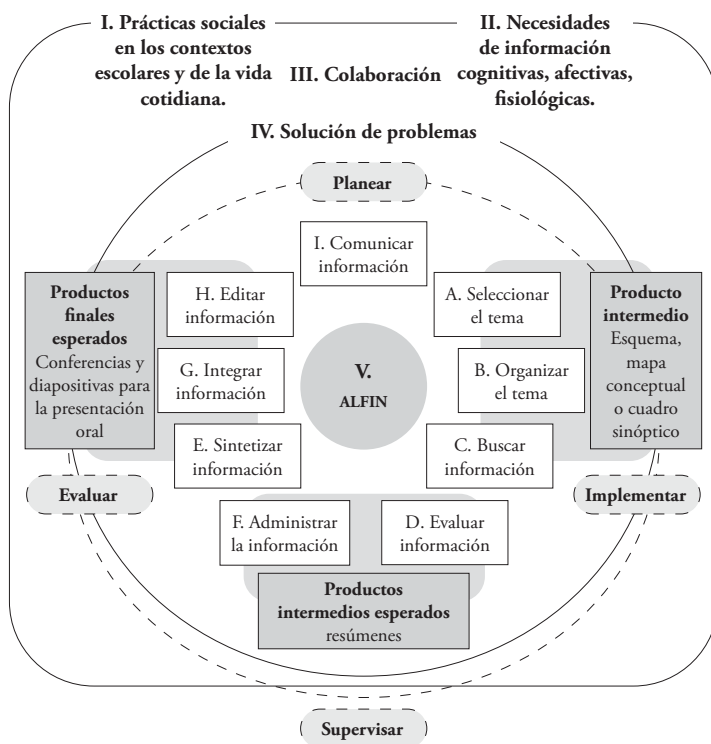 I. Prácticas sociales
en los contextos
escolares y de la vida
cotidiana.
II. Necesidades
de información
cognitivas, afectivas,
fisiológicas.
III. Colaboración
IV. Solución de problemas
Planear
I. Comunicar
información
H. Editar
información
A. Seleccionar
el tema
Productos
finales
esperados
Conferencias y
diapositivas para
la presentación
oral
Producto
intermedio
Esquema,
mapa
conceptual
o cuadro
sinóptico
G. Integrar
información
V.
ALFIN
B. Organizar
el tema
E. Sintetizar
información
C. Buscar
información
Evaluar
Implementar
F. Administrar
la información
D. Evaluar
información
Productos
intermedios esperados
resúmenes
Supervisar